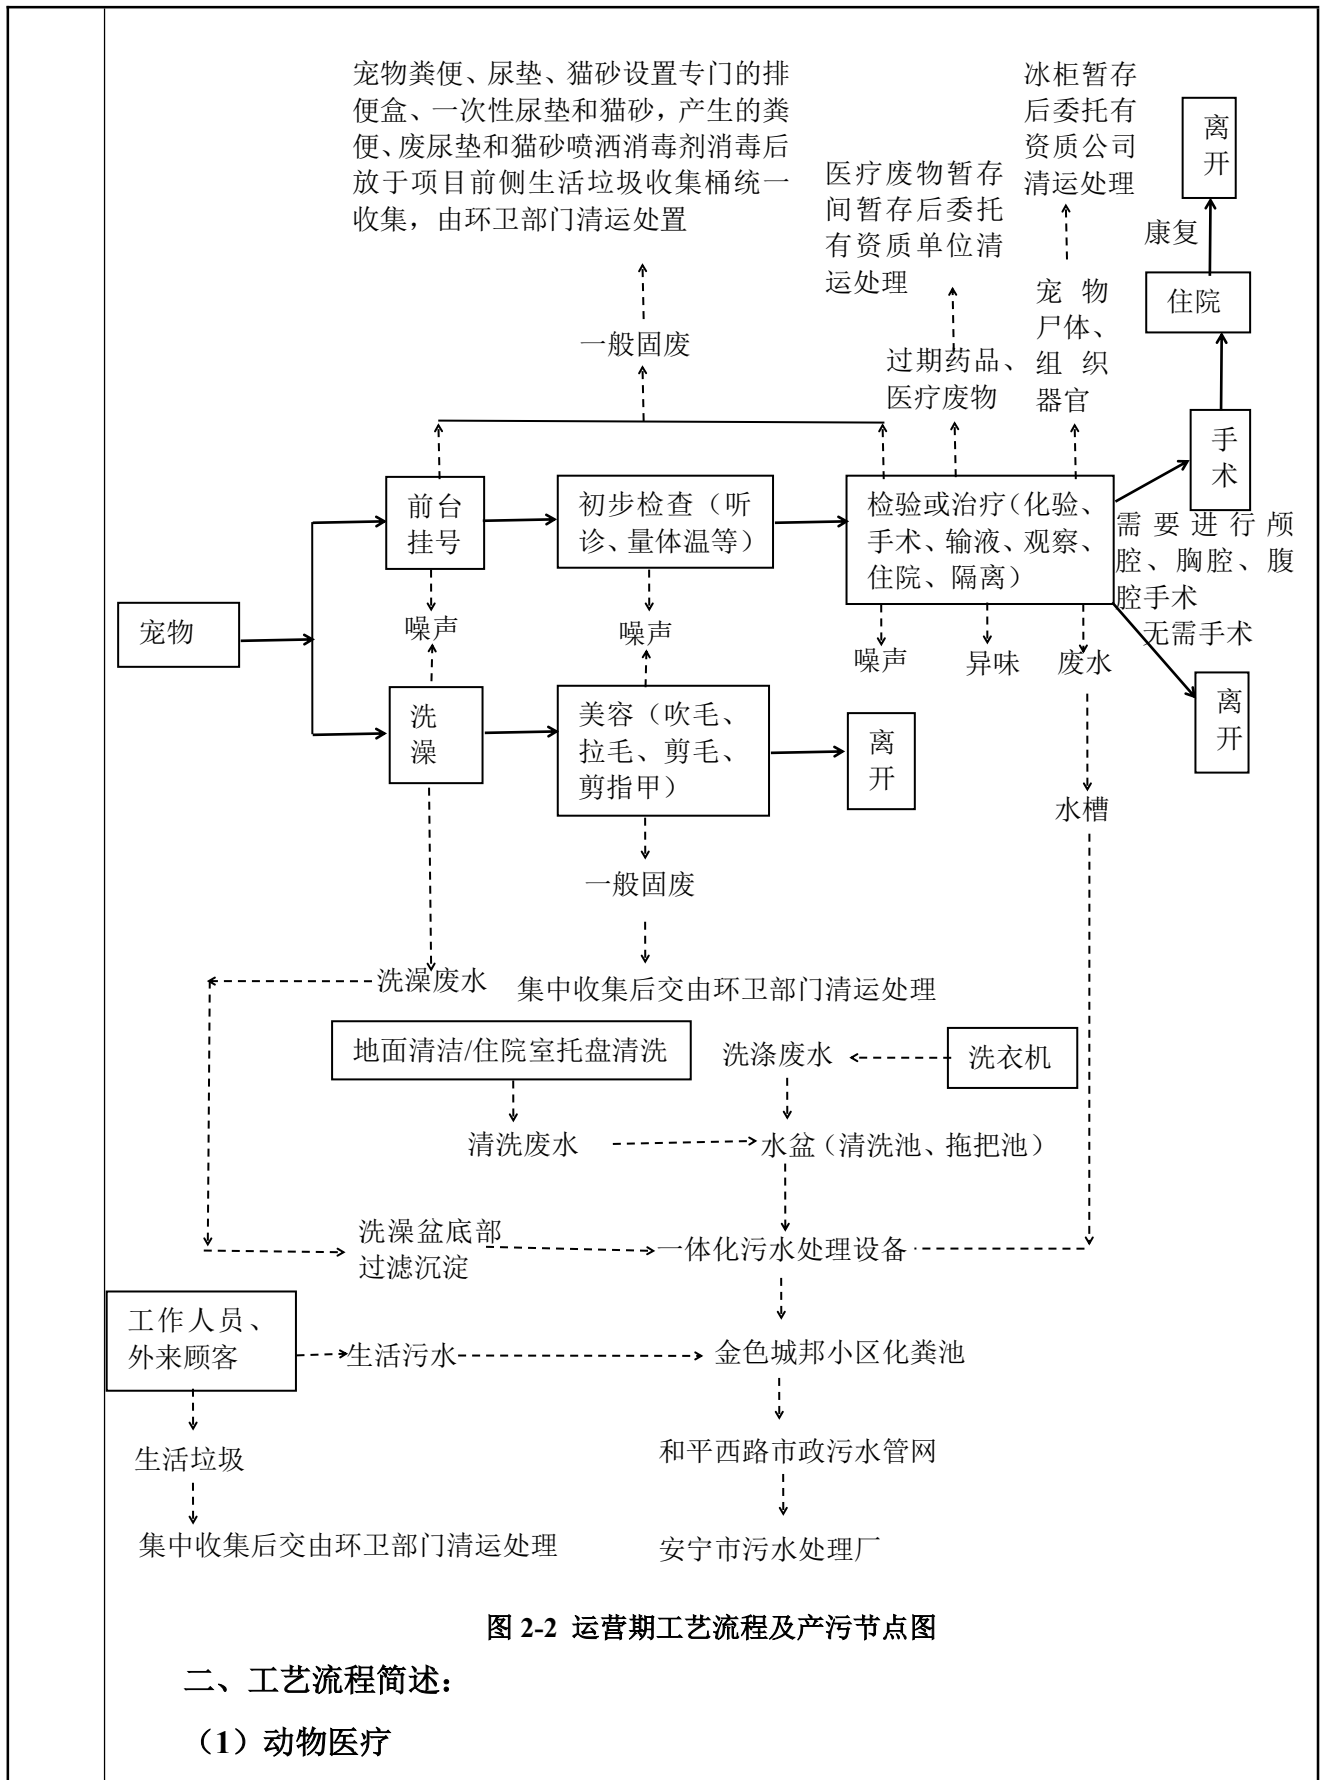 宠物粪便、尿垫、猫砂设置专门的排
便盒、一次性尿垫和猫砂，产生的粪
便、废尿垫和猫砂喷洒消毒剂消毒后
放于项目前侧生活垃圾收集桶统一
收集，由环卫部门清运处置
医疗废物暂存
间暂存后委托
有资质单位清
运处理
冰柜暂存
后委托有
资质公司
清运处理
离
开
康复
住院
宠 物
尸体、
组 织
器官
一般固废
过期药品、
医疗废物
手
术
前台
挂号
初步检查（听
诊、量体温等）
检验或治疗（化验、
手术、输液、观察、
住院、隔离）
需要进行颅
腔、胸腔、腹
腔手术
无需手术
宠物
噪声
噪声
噪声
异味
废水
洗
澡
美容（吹毛、
拉毛、剪毛、
剪指甲）
离
开
离
开
水槽
一般固废
洗澡废水
集中收集后交由环卫部门清运处理
地面清洁/住院室托盘清洗
洗涤废水
洗衣机
清洗废水
水盆（清洗池、拖把池）
洗澡盆底部
过滤沉淀
一体化污水处理设备
工作人员、
外来顾客
生活污水
金色城邦小区化粪池
生活垃圾
和平西路市政污水管网
集中收集后交由环卫部门清运处理
安宁市污水处理厂
图 2-2 运营期工艺流程及产污节点图
二、工艺流程简述：
（1）动物医疗